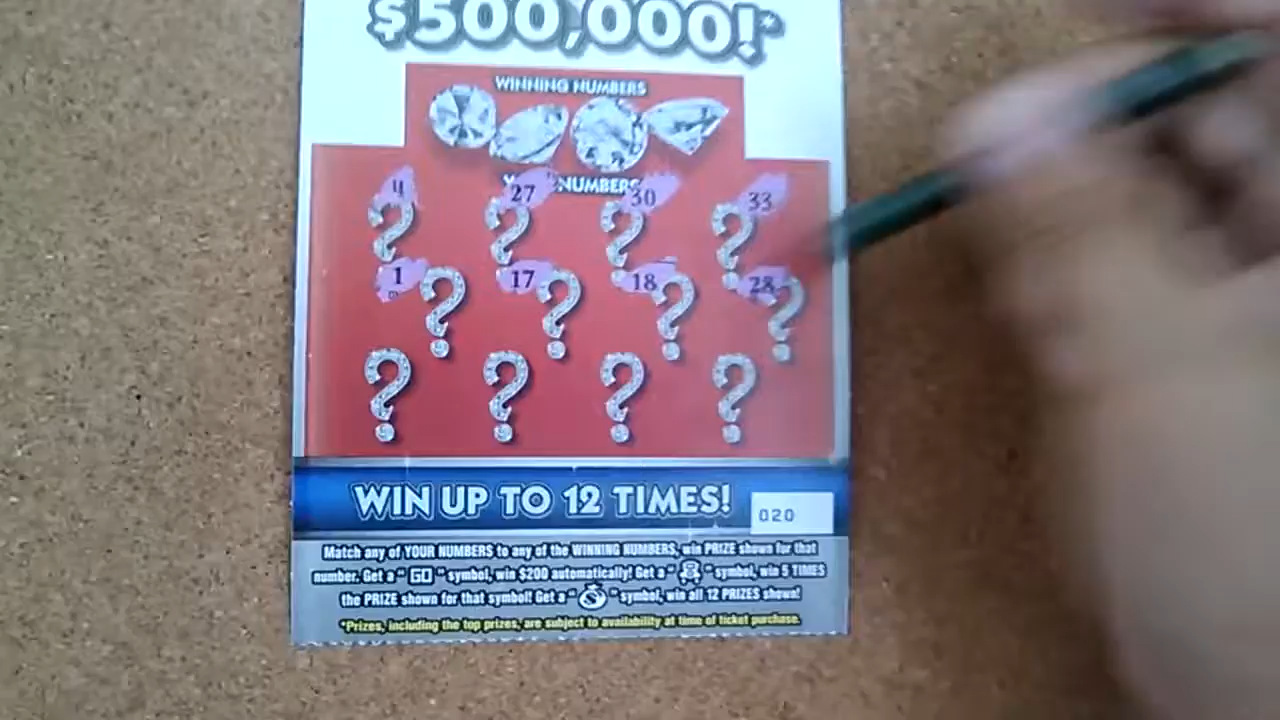 $500,000!*
WINNING NUMBERS
NUMBERS
4 27 30 33
1 17 18 28
WIN UP TO 12 TIMES!
020
Match any of YOUR NUMBERS to any of the WINNING NUMBERS, win PRIZE shown for that
number. Get a " GO " symbol, win $200 automatically! Get a " " symbol, win 5 TIMES
the PRIZE shown for that symbol! Get a " $ " symbol, win all 12 PRIZES shown!
*Prizes, including the top prizes, are subject to availability at time of ticket purchase.